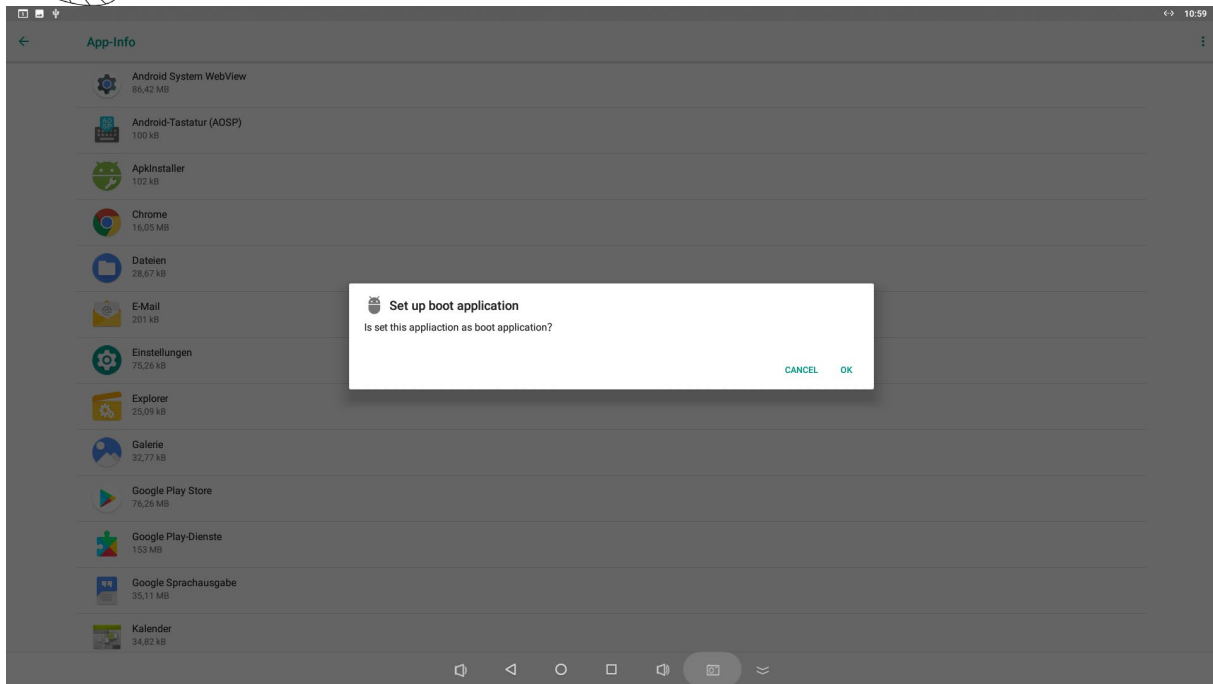 10:59
App-Info
Android System WebView
86,42 MB
Android-Tastatur (AOSP)
100 kB
ApkInstaller
102 kB
Chrome
16,05 MB
Dateien
28,67 kB
E-Mail
201 kB
Set up boot application
Is set this appliaction as boot application?
CANCEL OK
Einstellungen
75,26 kB
Explorer
25,09 kB
Galerie
32,77 kB
Google Play Store
76,26 MB
Google Play-Dienste
153 MB
Google Sprachausgabe
35,11 MB
Kalender
34,82 kB